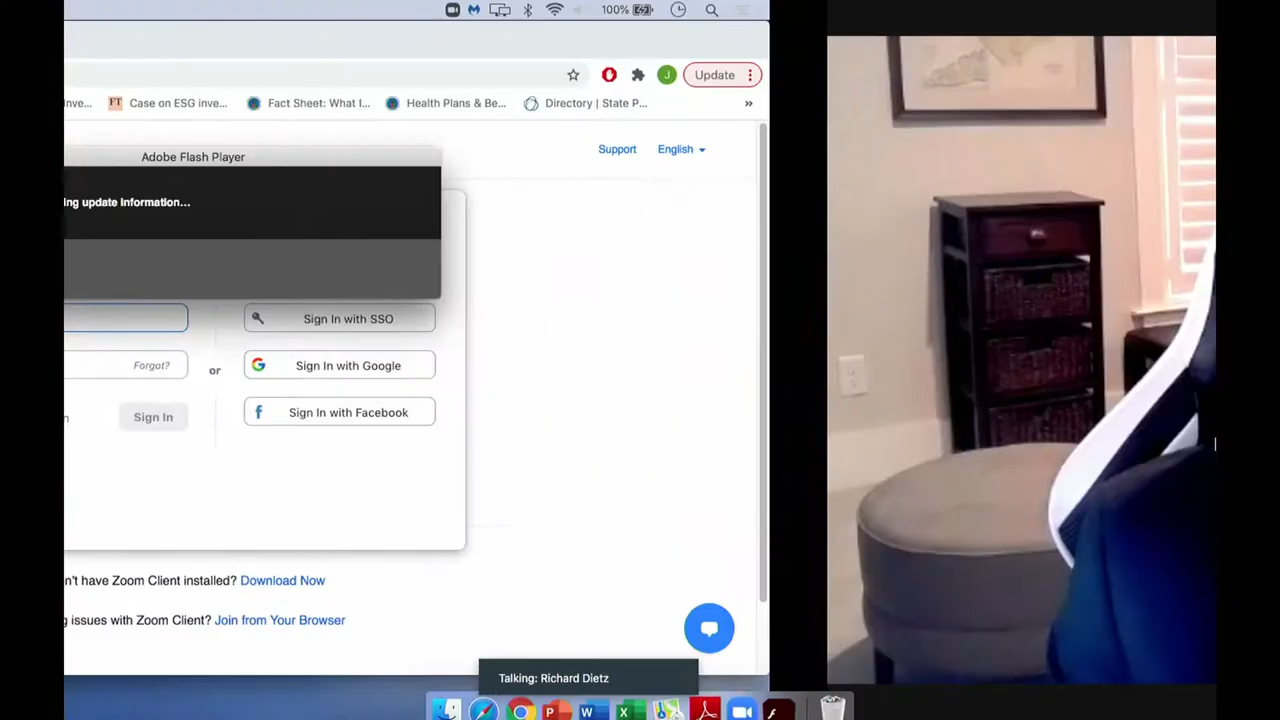 100%
J
Update
Inve...
FT
Case on ESG inve...
Fact Sheet: What I...
Health Plans & Be...
Directory | State P...
»
Support
English
Adobe Flash Player
ing update information...
Sign In with SSO
Forgot?
or
Sign In with Google
n
Sign In
Sign In with Facebook
n't have Zoom Client installed? Download Now
g issues with Zoom Client? Join from Your Browser
Talking: Richard Dietz